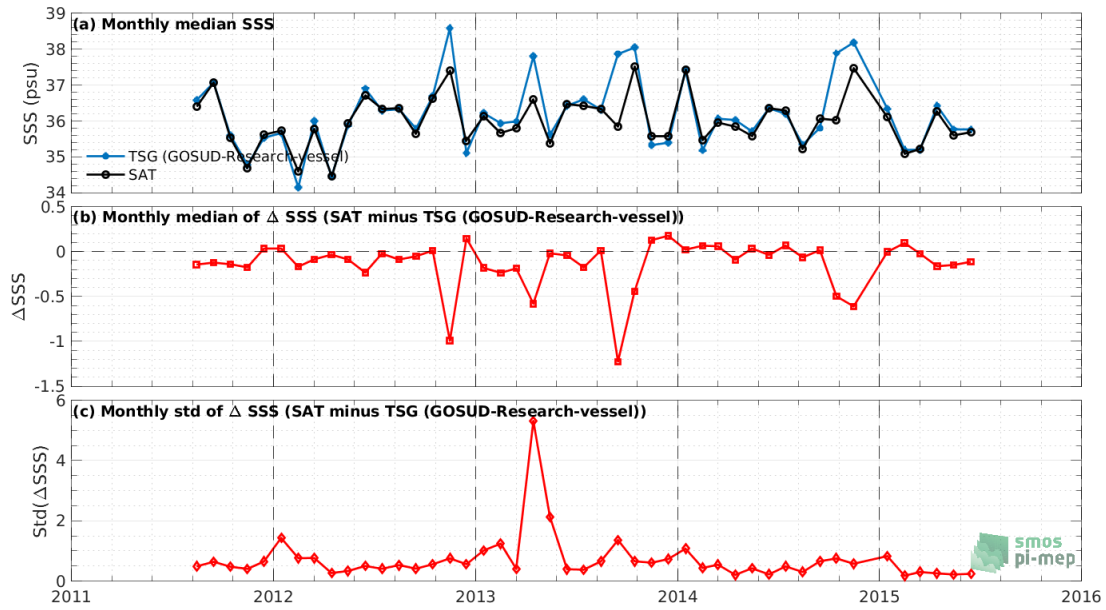 (a) Monthly median SSS
39
38
37
36
35
34
SSS (psu)
TSG (GOSUD-Research-vessel)
SAT
(b) Monthly median of Δ SSS (SAT minus TSG (GOSUD-Research-vessel))
0.5
0
-0.5
-1
-1.5
ΔSSS
(c) Monthly std of Δ SSS (SAT minus TSG (GOSUD-Research-vessel))
6
4
2
0
Std(ΔSSS)
smos
pi-mep
2011 2012 2013 2014 2015 2016